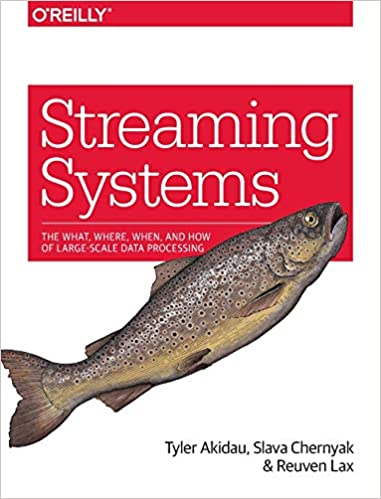 O'REILLY®
Streaming
Systems
THE WHAT, WHERE, WHEN, AND HOW
OF LARGE-SCALE DATA PROCESSING
Tyler Akidau, Slava Chernyak
& Reuven Lax